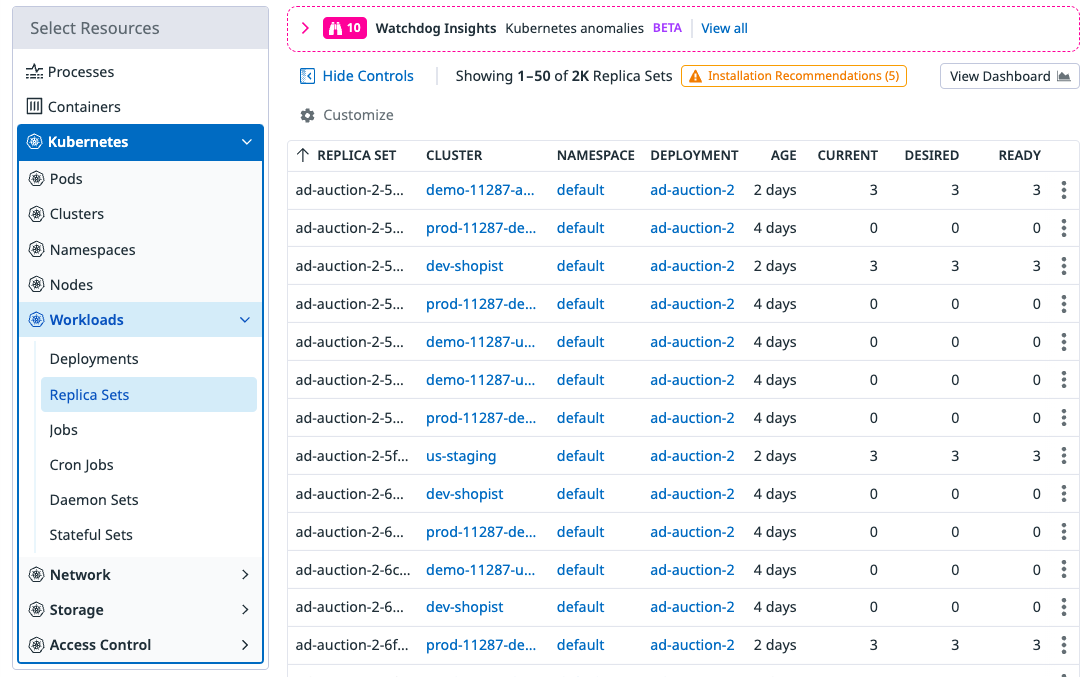 Select Resources
Processes
Containers
Kubernetes
Pods
Clusters
Namespaces
Nodes
Workloads
Deployments
Replica Sets
Jobs
Cron Jobs
Daemon Sets
Stateful Sets
Network
Storage
Access Control
10 Watchdog Insights Kubernetes anomalies BETA View all
Hide Controls Showing 1–50 of 2K Replica Sets Installation Recommendations (5) View Dashboard
Customize
REPLICA SET CLUSTER NAMESPACE DEPLOYMENT AGE CURRENT DESIRED READY
ad-auction-2-5... demo-11287-a... default ad-auction-2 2 days 3 3 3
ad-auction-2-5... prod-11287-de... default ad-auction-2 4 days 0 0 0
ad-auction-2-5... dev-shopist default ad-auction-2 2 days 3 3 3
ad-auction-2-5... prod-11287-de... default ad-auction-2 4 days 0 0 0
ad-auction-2-5... demo-11287-u... default ad-auction-2 4 days 0 0 0
ad-auction-2-5... demo-11287-u... default ad-auction-2 4 days 0 0 0
ad-auction-2-5... prod-11287-de... default ad-auction-2 4 days 0 0 0
ad-auction-2-5f... us-staging default ad-auction-2 2 days 3 3 3
ad-auction-2-6... dev-shopist default ad-auction-2 4 days 0 0 0
ad-auction-2-6... prod-11287-de... default ad-auction-2 4 days 0 0 0
ad-auction-2-6c... demo-11287-u... default ad-auction-2 4 days 0 0 0
ad-auction-2-6... dev-shopist default ad-auction-2 4 days 0 0 0
ad-auction-2-6f... prod-11287-de... default ad-auction-2 2 days 3 3 3